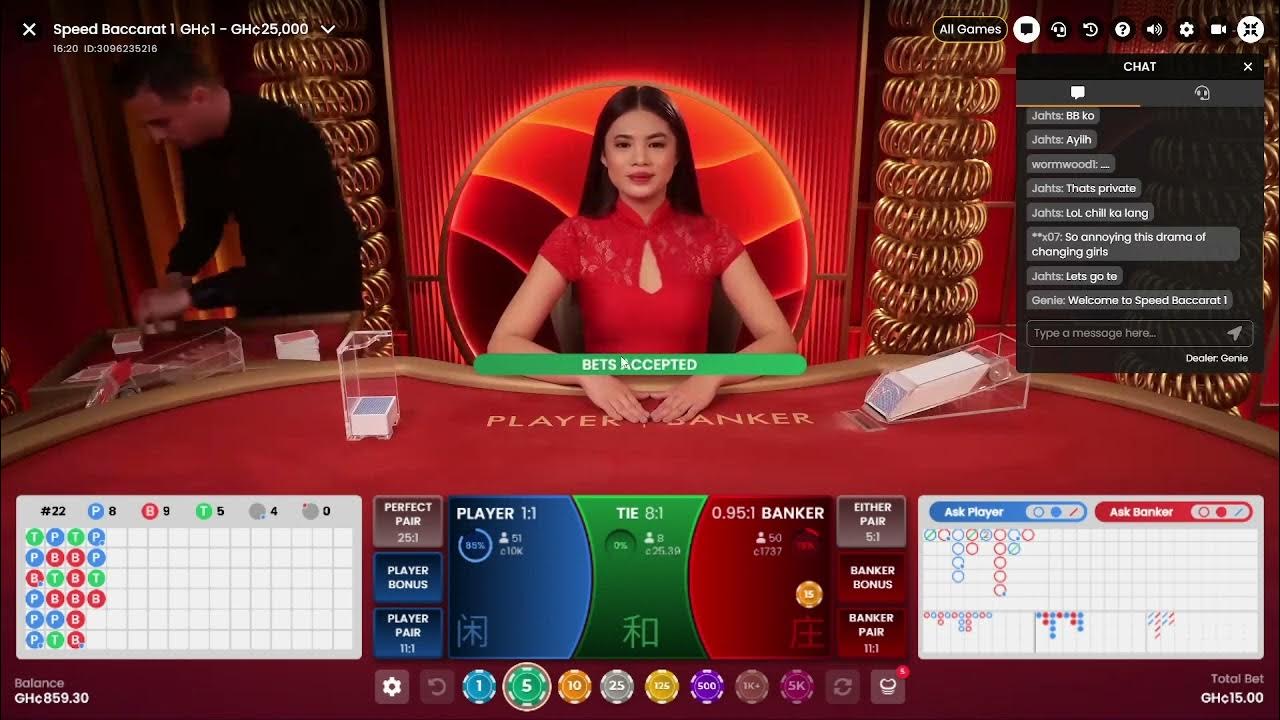 Speed Baccarat 1 GH₵1 - GH₵25,000
16:20 ID:3096235216
All Games
CHAT
Jahts: BB ko
Jahts: Ayiih
wormwood1: ....
Jahts: Thats private
Jahts: LoL chill ka lang
**x07: So annoying this drama of
changing girls
Jahts: Lets go te
Genie: Welcome to Speed Baccarat 1
Type a message here...
Dealer: Genie
BETS ACCEPTED
PLAYER BANKER
#22 P 8 B 9 T 5 4 0
T P T P
P B B P
B T B T
P B B B
P P B
P T B
PERFECT
PAIR
25:1
PLAYER
BONUS
PLAYER
PAIR
11:1
PLAYER 1:1
85% 51
₵10K
闲
TIE 8:1
0% 8
₵25.39
和
0.95:1 BANKER
50
₵1737
15
庄
EITHER
PAIR
5:1
BANKER
BONUS
BANKER
PAIR
11:1
Ask Player
Ask Banker
2
Balance
GH₵859.30
1 5 10 25 125 500 1K+ 5K
5
Total Bet
GH₵15.00